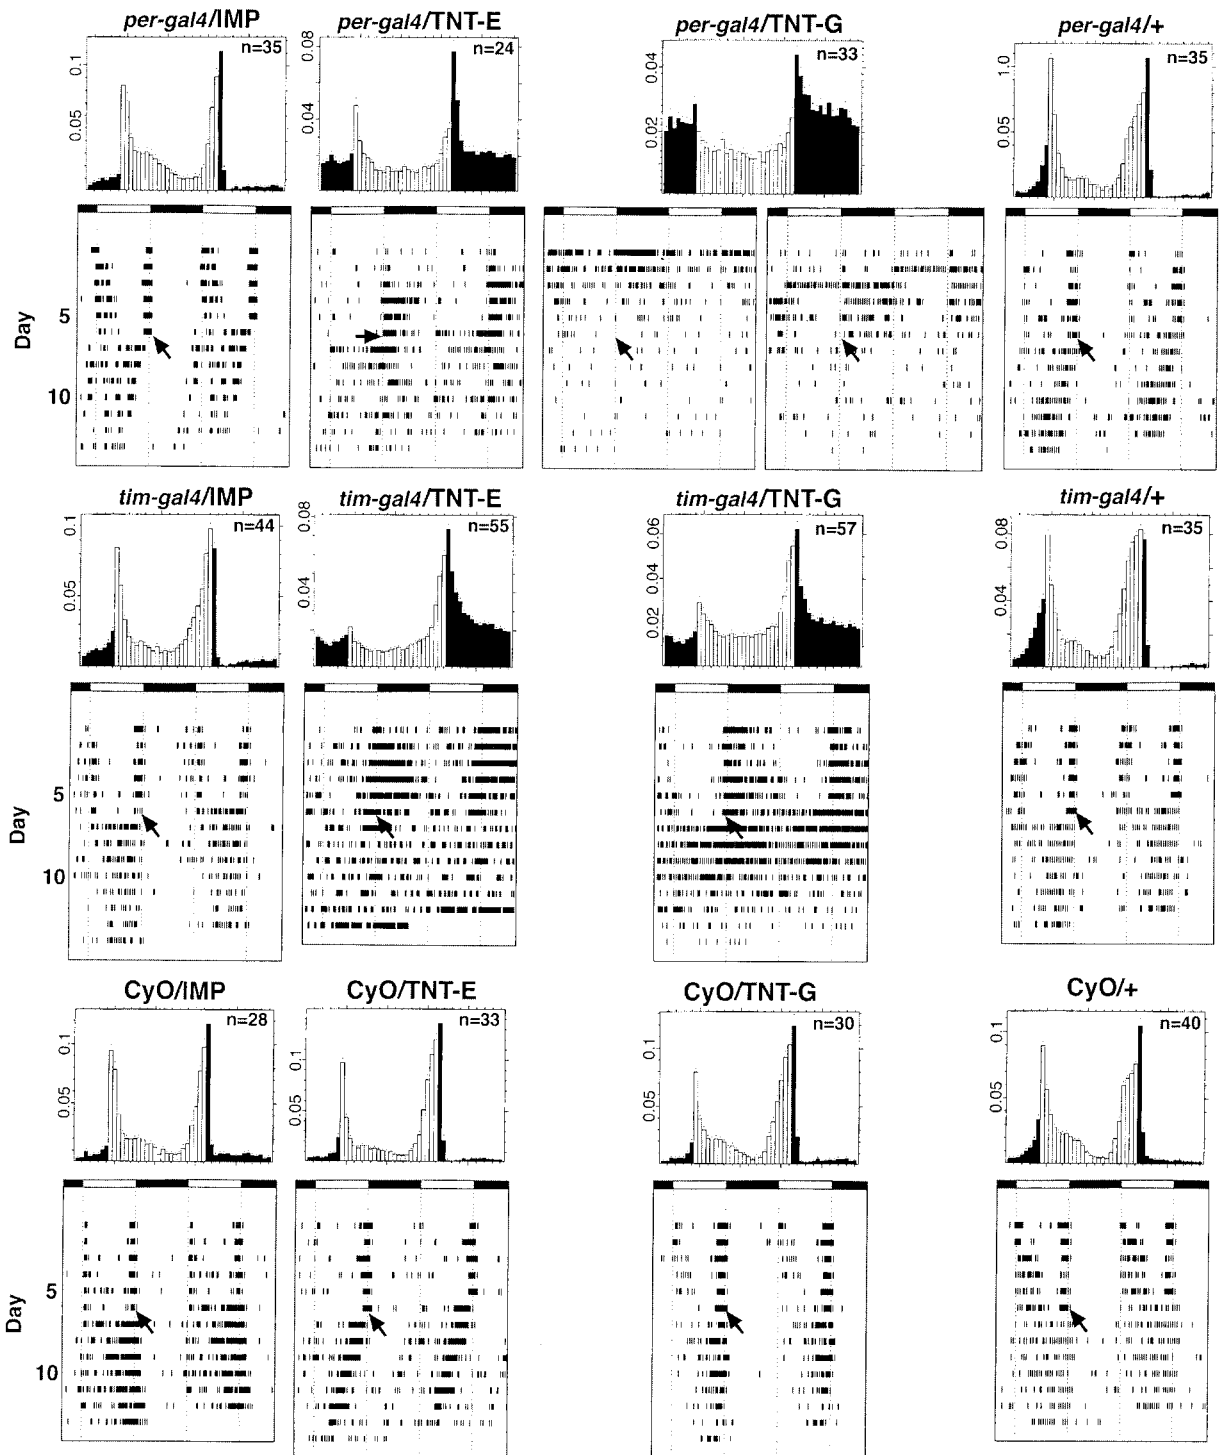 per-gal4/IMP per-gal4/TNT-E per-gal4/TNT-G per-gal4/+
n=35 n=24 n=33 n=35
0.1 0.08 0.04 1.0
0.05 0.04 0.02 0.05
Day
5
10
tim-gal4/IMP tim-gal4/TNT-E tim-gal4/TNT-G tim-gal4/+
n=44 n=55 n=57 n=35
0.1 0.08 0.06 0.08
0.05 0.04 0.04 0.04
0.02
Day
5
10
CyO/IMP CyO/TNT-E CyO/TNT-G CyO/+
n=28 n=33 n=30 n=40
0.1 0.1 0.1 0.1
0.05 0.05 0.05 0.05
Day
5
10